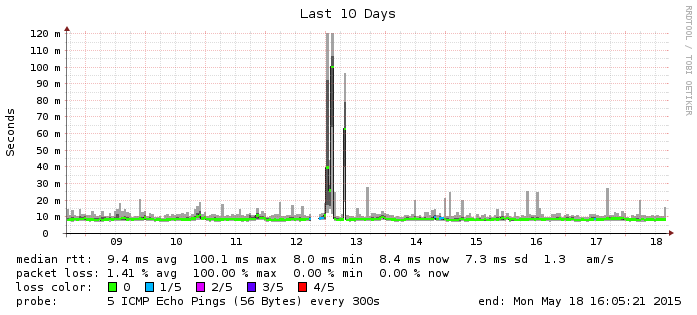 Last 10 Days
RRDTOOL / TOBI OETIKER
Seconds
120 m
110 m
100 m
90 m
80 m
70 m
60 m
50 m
40 m
30 m
20 m
10 m
0
09 10 11 12 13 14 15 16 17 18
median rtt: 9.4 ms avg 100.1 ms max 8.0 ms min 8.4 ms now 7.3 ms sd 1.3 am/s
packet loss: 1.41 % avg 100.00 % max 0.00 % min 0.00 % now
loss color: 0 1/5 2/5 3/5 4/5
probe: 5 ICMP Echo Pings (56 Bytes) every 300s end: Mon May 18 16:05:21 2015